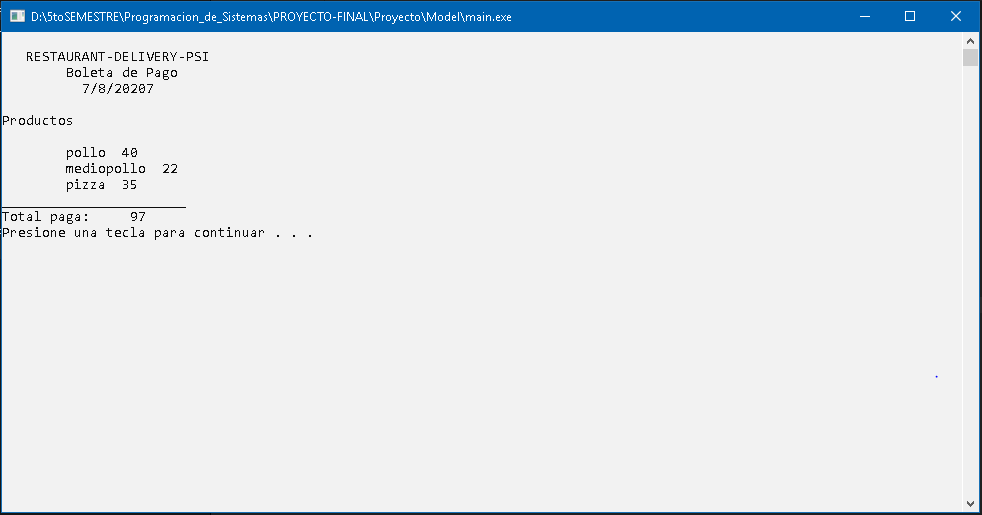 D:\5toSEMESTRE\Programacion_de_Sistemas\PROYECTO-FINAL\Proyecto\Model\main.exe
RESTAURANT-DELIVERY-PSI
Boleta de Pago
7/8/20207
Productos
pollo 40
mediopollo 22
pizza 35
_______________________
Total paga: 97
Presione una tecla para continuar . . .